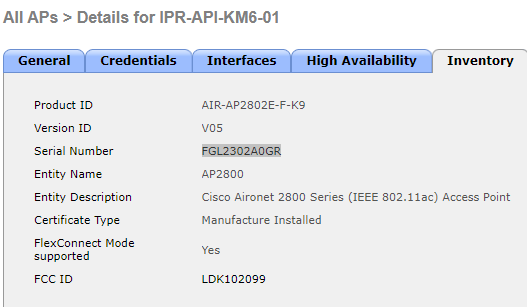 All APs > Details for IPR-API-KM6-01
General Credentials Interfaces High Availability Inventory
Product ID AIR-AP2802E-F-K9
Version ID V05
Serial Number FGL2302A0GR
Entity Name AP2800
Entity Description Cisco Aironet 2800 Series (IEEE 802.11ac) Access Point
Certificate Type Manufacture Installed
FlexConnect Mode
supported Yes
FCC ID LDK102099